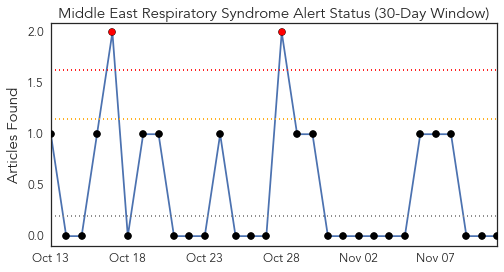 Middle East Respiratory Syndrome Alert Status (30-Day Window)
Articles Found
2.0
1.5
1.0
0.5
0.0
Oct 13 Oct 18 Oct 23 Oct 28 Nov 02 Nov 07